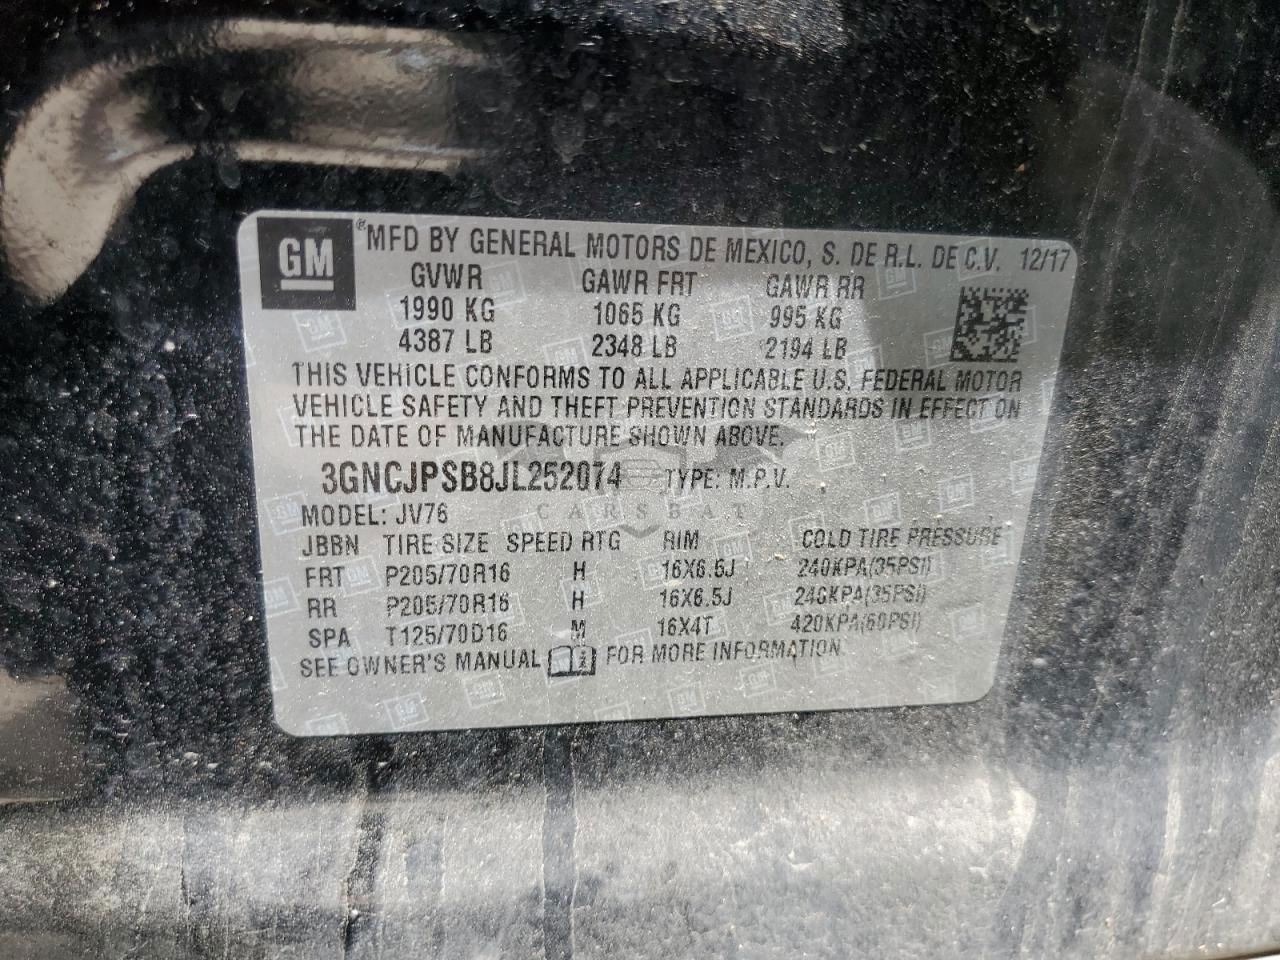 GM ®MFD BY GENERAL MOTORS DE MEXICO, S. DE R.L. DE C.V. 12/17
GVWR GAWR FRT GAWR RR
1990 KG 1065 KG 995 KG
4387 LB 2348 LB 2194 LB
THIS VEHICLE CONFORMS TO ALL APPLICABLE U.S. FEDERAL MOTOR
VEHICLE SAFETY AND THEFT PREVENTION STANDARDS IN EFFECT ON
THE DATE OF MANUFACTURE SHOWN ABOVE.
3GNCJPSB8JL252074 TYPE: M.P.V.
CARSBAT
MODEL: JV76
JBBN TIRE SIZE SPEED RTG RIM COLD TIRE PRESSURE
FRT P205/70R16 H 16X6.5J 240KPA(35PSI)
RR P205/70R16 H 16X6.5J 240KPA(35PSI)
SPA T125/70D16 M 16X4T 420KPA(60PSI)
SEE OWNER'S MANUAL FOR MORE INFORMATION